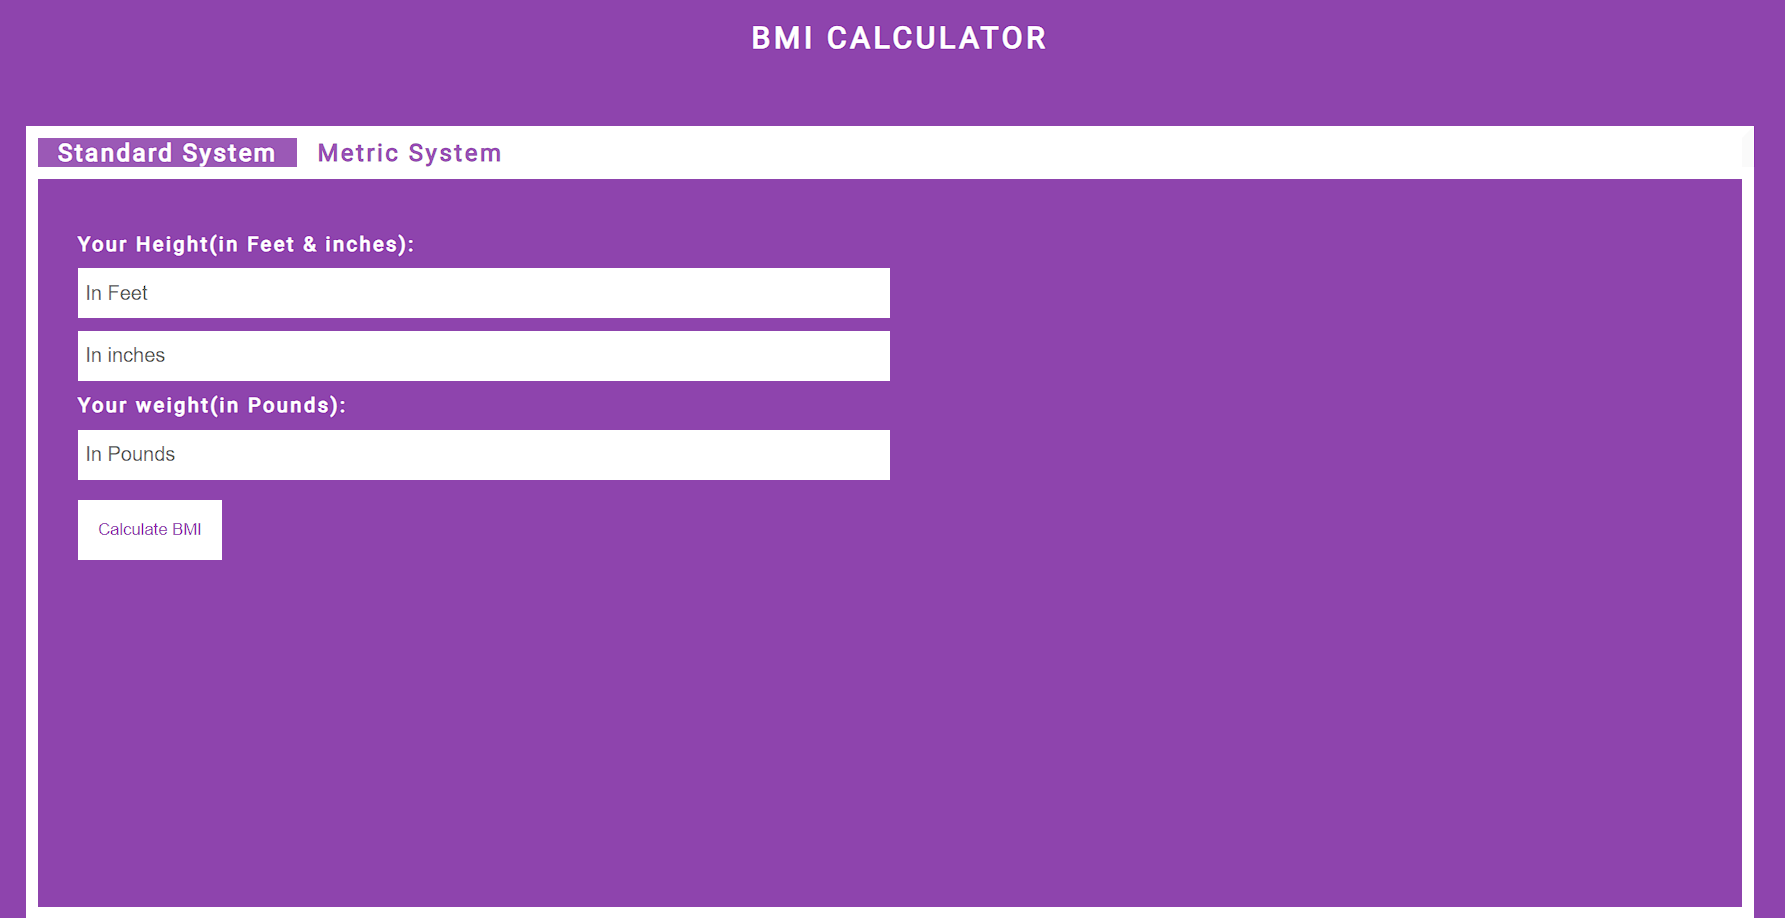 BMI CALCULATOR
Standard System Metric System
Your Height(in Feet & inches):
In Feet
In inches
Your weight(in Pounds):
In Pounds
Calculate BMI